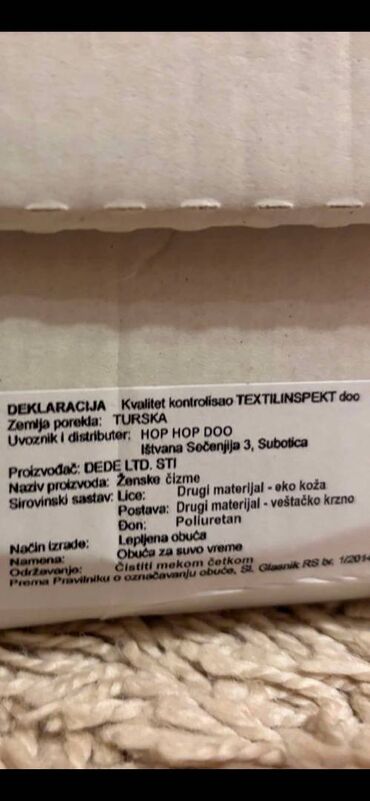 DEKLARACIJA Kvalitet kontrolisao TEXTILINSPEKT doo
Zemlja porekla: TURSKA
Uvoznik i distributer: HOP HOP DOO
Ištvana Sečenjija 3, Subotica
Proizvođač: DEDE LTD. STI
Naziv proizvoda: Ženske čizme
Sirovinski sastav: Lice: Drugi materijal - eko koža
Postava: Drugi materijal - veštačko krzno
Đon: Poliuretan
Način izrade: Lepljena obuća
Namena: Obuća za suvo vreme
Održavanje: Čistiti mekom četkom
Prema Pravilniku o označavanju obuće, Sl. Glasnik RS br. 1/2014